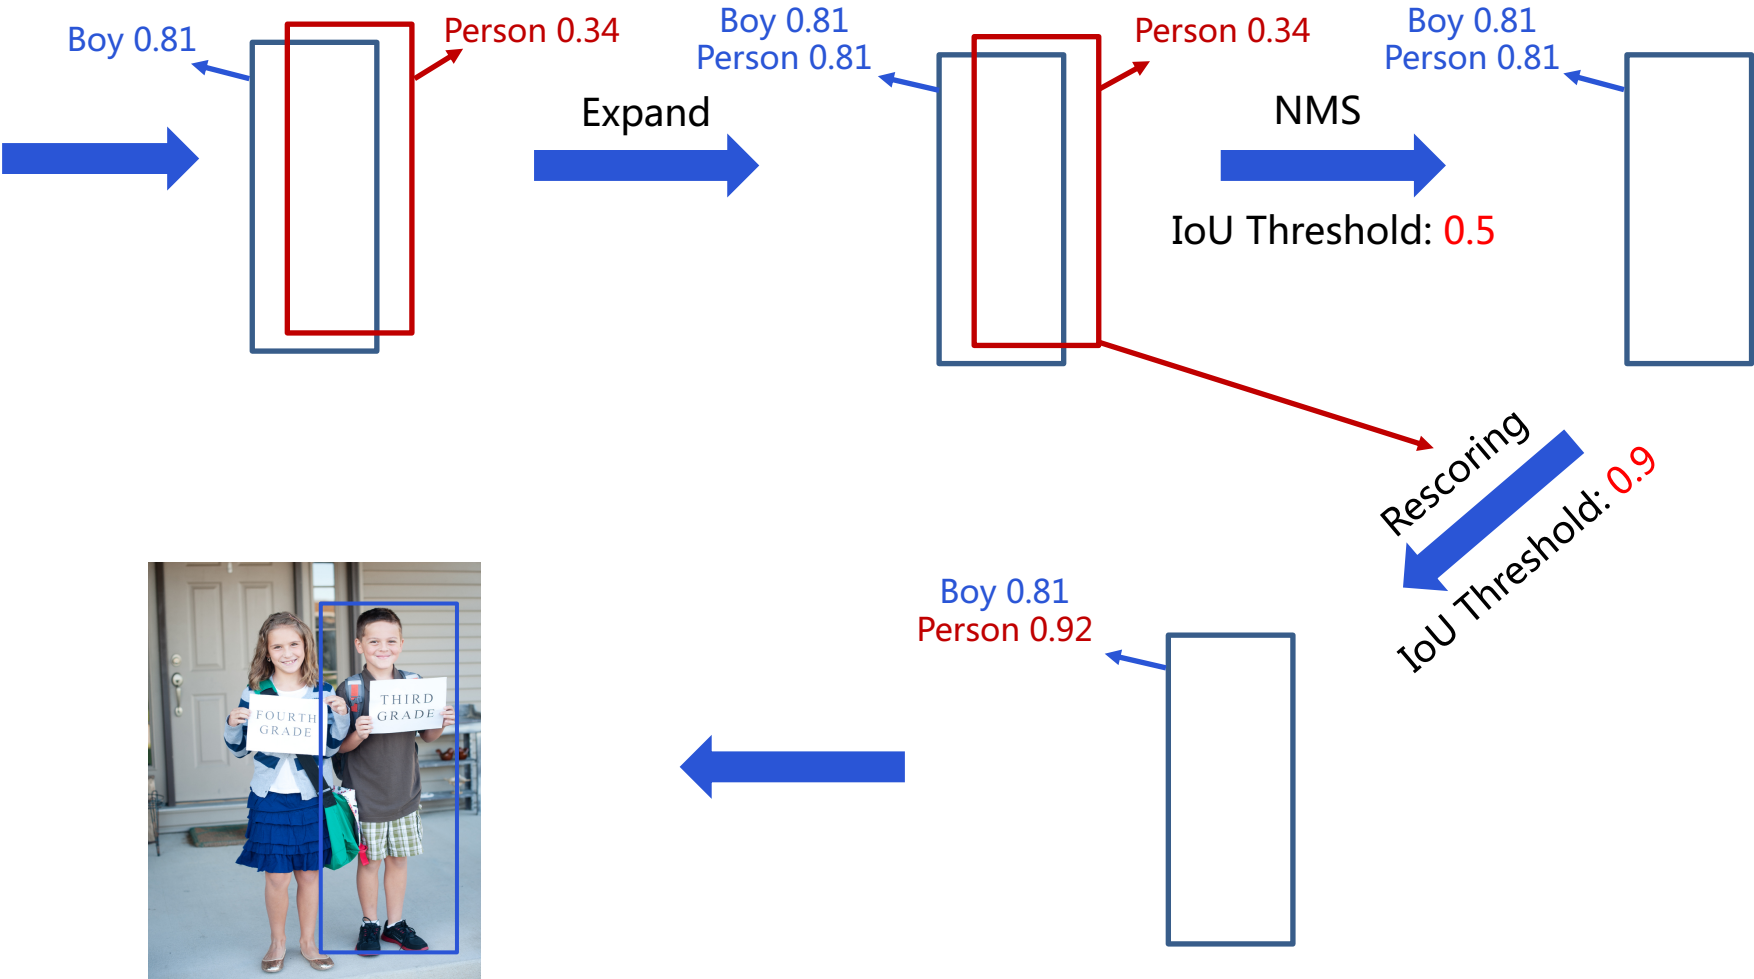 Boy 0.81
Person 0.34
Expand
Boy 0.81
Person 0.81
Person 0.34
NMS
IoU Threshold: 0.5
Boy 0.81
Person 0.81
Rescoring
IoU Threshold: 0.9
Boy 0.81
Person 0.92
FOURTH
GRADE
THIRD
GRADE